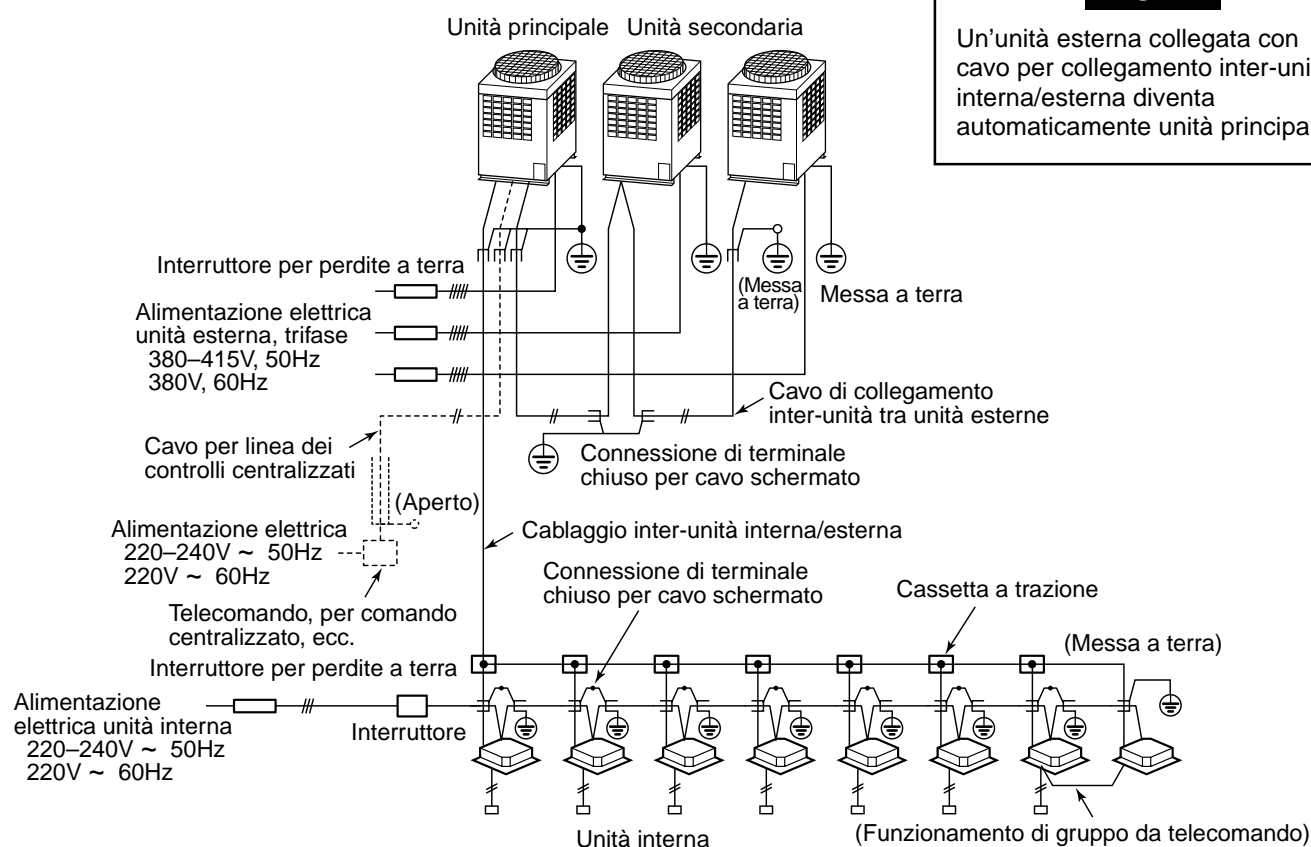 Unità principale
Unità secondaria
Un’unità esterna collegata con
cavo per collegamento
interna/esterna diventa
automaticamente unità
Interruttore per perdite a terra
(Messa
a terra)
Messa a terra
Alimentazione elettrica
unità esterna, trifase
380–415V, 50Hz
380V, 60Hz
Cavo di collegamento
inter-unità tra unità esterne
Cavo per linea dei
controlli centralizzati
Connessione di terminale
chiuso per cavo schermato
(Aperto)
Alimentazione elettrica
220–240V ~ 50Hz
220V ~ 60Hz
Cablaggio inter-unità interna/esterna
Connessione di terminale
chiuso per cavo schermato
Cassetta a trazione
Telecomando, per comando
centralizzato, ecc.
(Messa a terra)
Interruttore per perdite a terra
Alimentazione
elettrica unità interna
220–240V ~ 50Hz
220V ~ 60Hz
Interruttore
Unità interna
(Funzionamento di gruppo da telecomando)